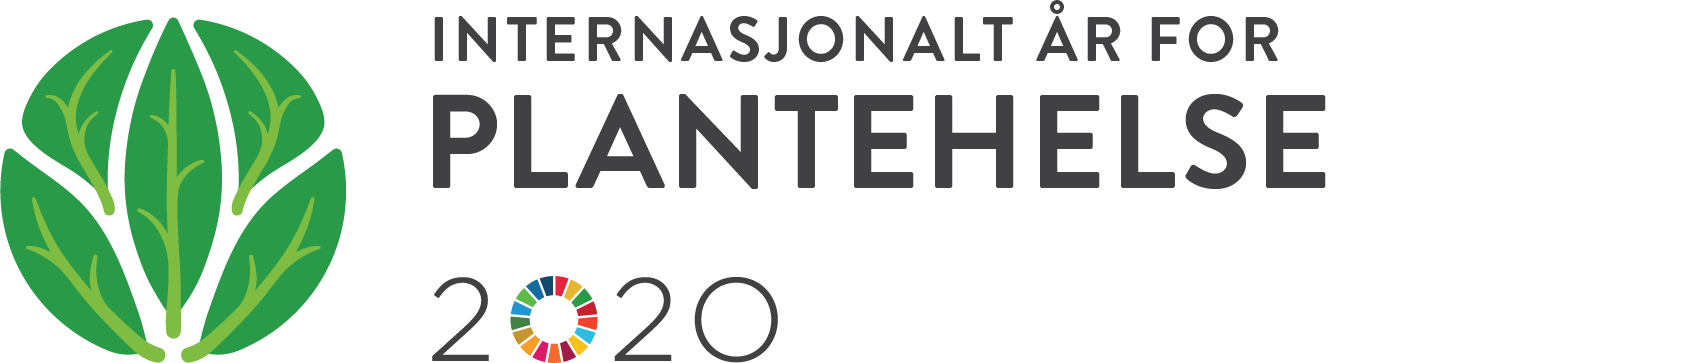 INTERNASJONALT ÅR FOR
PLANTEHELSE
2020